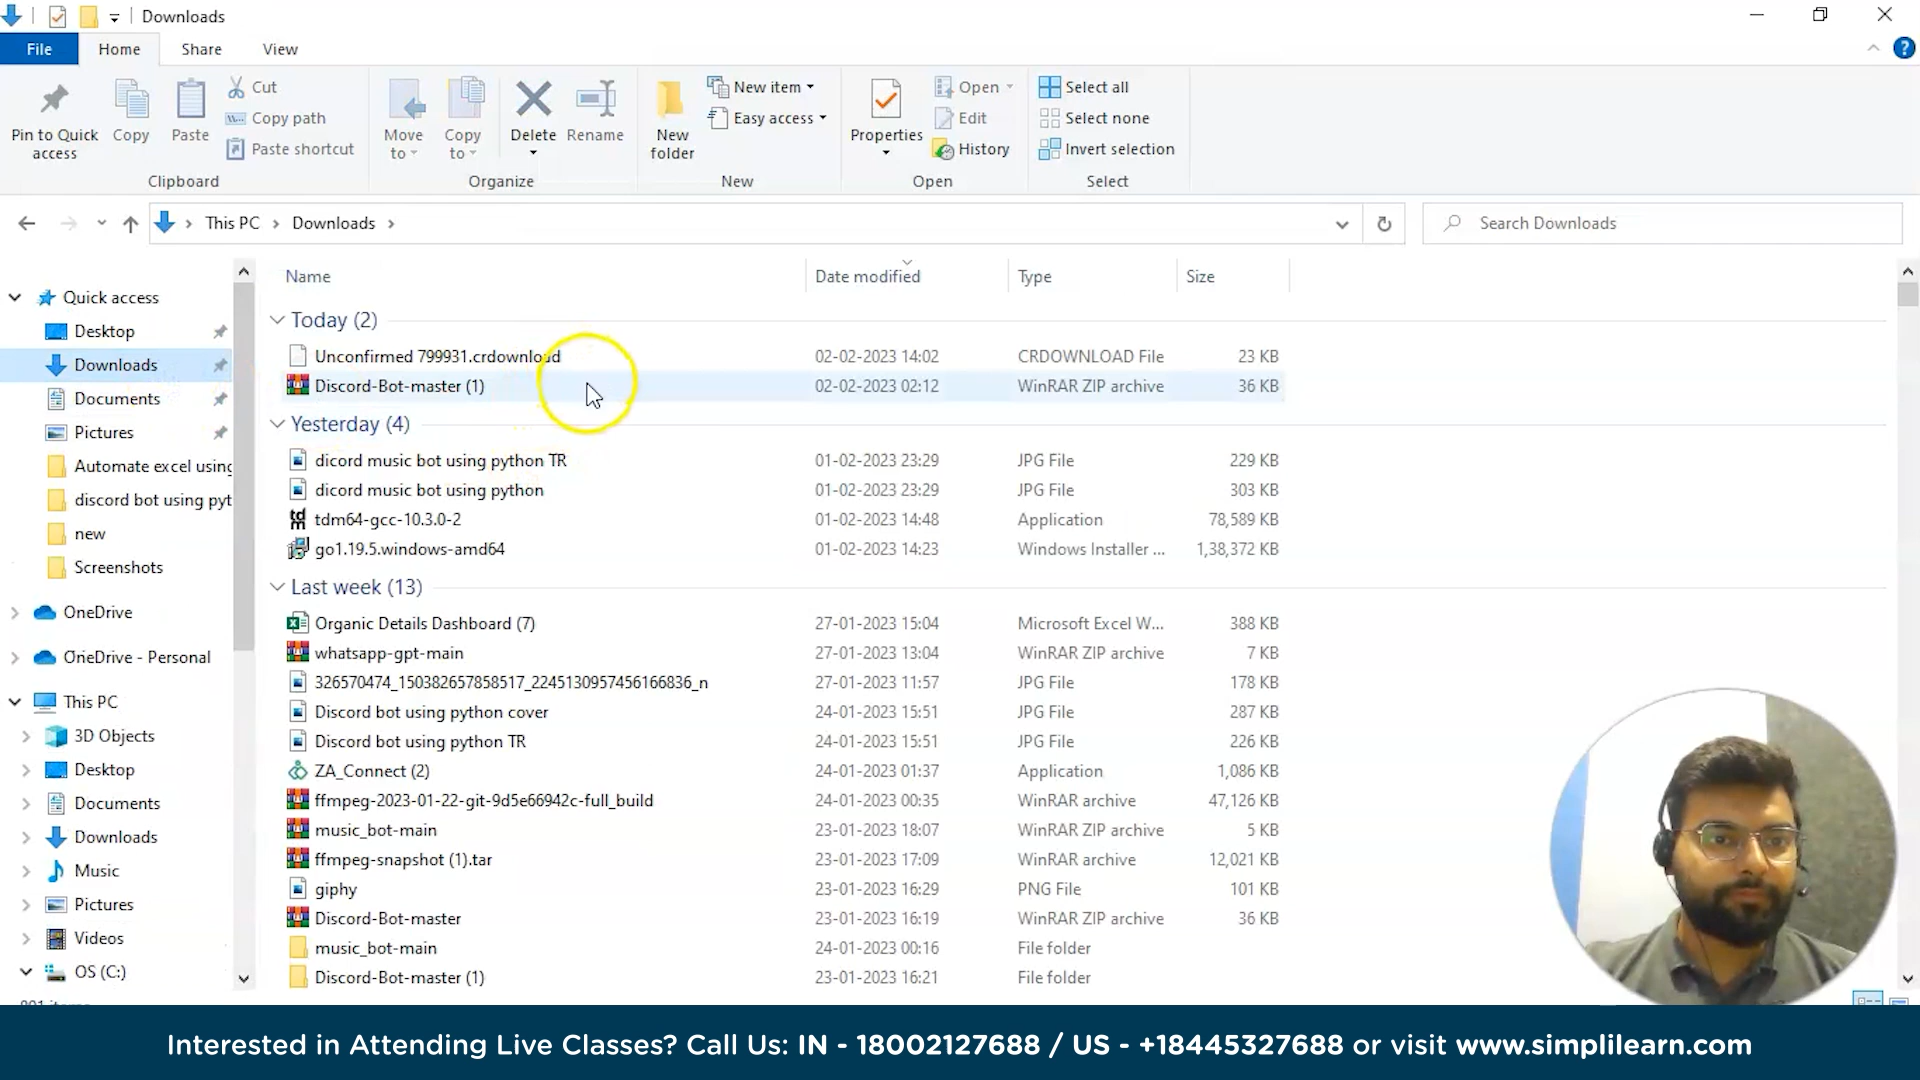 Downloads
File Home Share View
Pin to Quick access
Copy
Paste
Cut
Copy path
Paste shortcut
Clipboard
Move to
Copy to
Delete
Rename
Organize
New folder
New item
Easy access
New
Properties
Open
Edit
History
Open
Select all
Select none
Invert selection
Select
This PC > Downloads >
Search Downloads
Quick access
Desktop
Downloads
Documents
Pictures
Automate excel using
discord bot using pyt
new
Screenshots
OneDrive
OneDrive - Personal
This PC
3D Objects
Desktop
Documents
Downloads
Music
Pictures
Videos
OS (C:)
Name Date modified Type Size
Today (2)
Unconfirmed 799931.crdownload 02-02-2023 14:02 CRDOWNLOAD File 23 KB
Discord-Bot-master (1) 02-02-2023 02:12 WinRAR ZIP archive 36 KB
Yesterday (4)
dicord music bot using python TR 01-02-2023 23:29 JPG File 229 KB
dicord music bot using python 01-02-2023 23:29 JPG File 303 KB
tdm64-gcc-10.3.0-2 01-02-2023 14:48 Application 78,589 KB
go1.19.5.windows-amd64 01-02-2023 14:23 Windows Installer ... 1,38,372 KB
Last week (13)
Organic Details Dashboard (7) 27-01-2023 15:04 Microsoft Excel W... 388 KB
whatsapp-gpt-main 27-01-2023 13:04 WinRAR ZIP archive 7 KB
326570474_150382657858517_2245130957456166836_n 27-01-2023 11:57 JPG File 178 KB
Discord bot using python cover 24-01-2023 15:51 JPG File 287 KB
Discord bot using python TR 24-01-2023 15:51 JPG File 226 KB
ZA_Connect (2) 24-01-2023 01:37 Application 1,086 KB
ffmpeg-2023-01-22-git-9d5e66942c-full_build 24-01-2023 00:35 WinRAR archive 47,126 KB
music_bot-main 23-01-2023 18:07 WinRAR ZIP archive 5 KB
ffmpeg-snapshot (1).tar 23-01-2023 17:09 WinRAR archive 12,021 KB
giphy 23-01-2023 16:29 PNG File 101 KB
Discord-Bot-master 23-01-2023 16:19 WinRAR ZIP archive 36 KB
music_bot-main 24-01-2023 00:16 File folder
Discord-Bot-master (1) 23-01-2023 16:21 File folder
Interested in Attending Live Classes? Call Us: IN - 18002127688 / US - +18445327688 or visit www.simplilearn.com